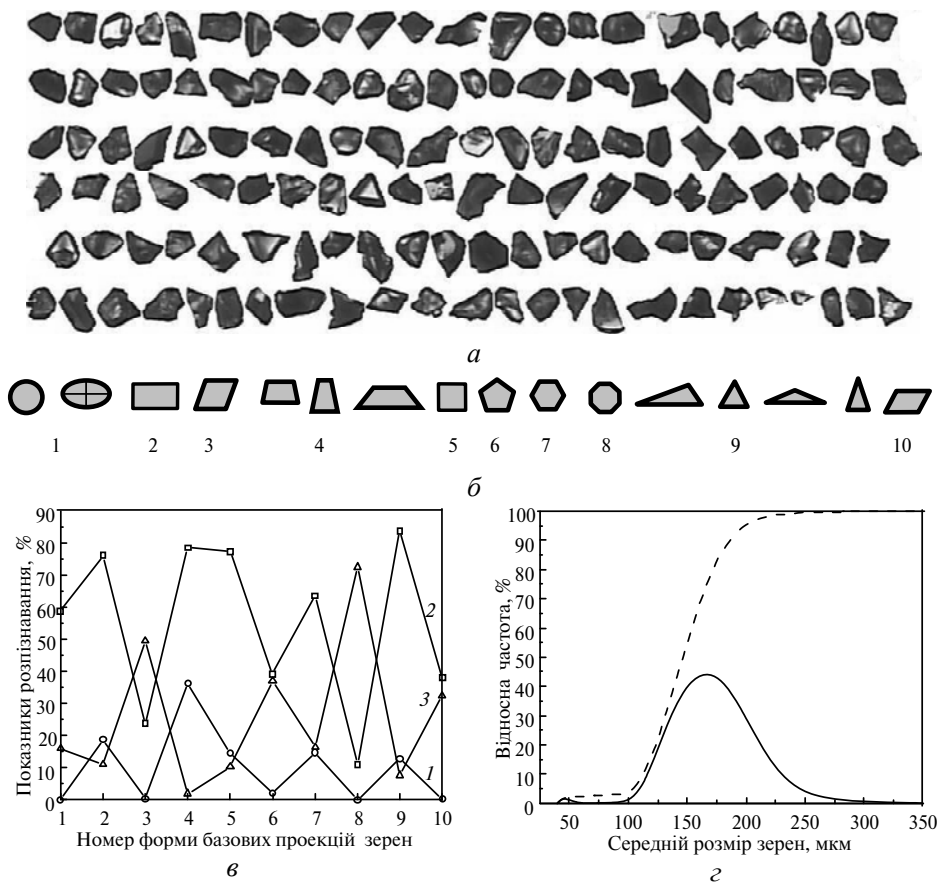 а
1 2 3 4 5 6 7 8 9 10
б
90
80
70
60
50
40
30
20
10
0
Показники розпізнавання, %
2
3
1
1 2 3 4 5 6 7 8 9 10
Номер форми базових проекцій зерен
в
100
90
80
70
60
50
40
30
20
10
0
Відносна частота, %
50 100 150 200 250 300 350
Середній розмір зерен, мкм
г